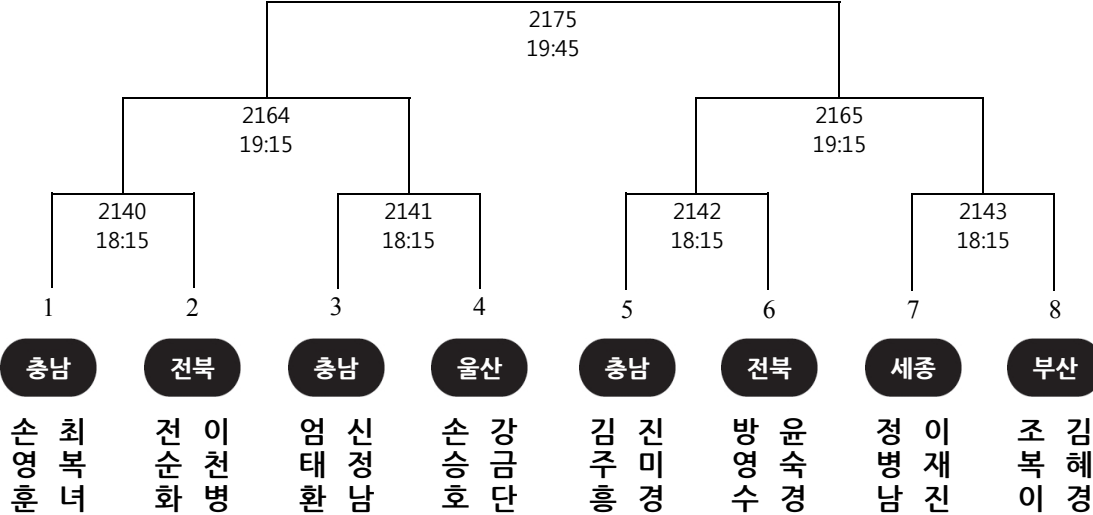 2175
19:45
2164
19:15
2165
19:15
2140
18:15
2141
18:15
2142
18:15
2143
18:15
1 2 3 4 5 6 7 8
충남 전북 충남 울산 충남 전북 세종 부산
손영훈 최복녀
전순화 이천병
엄태환 신정남
손승호 강금단
김주흥 진미경
방영수 윤숙경
정병남 이재진
조복이 김혜경